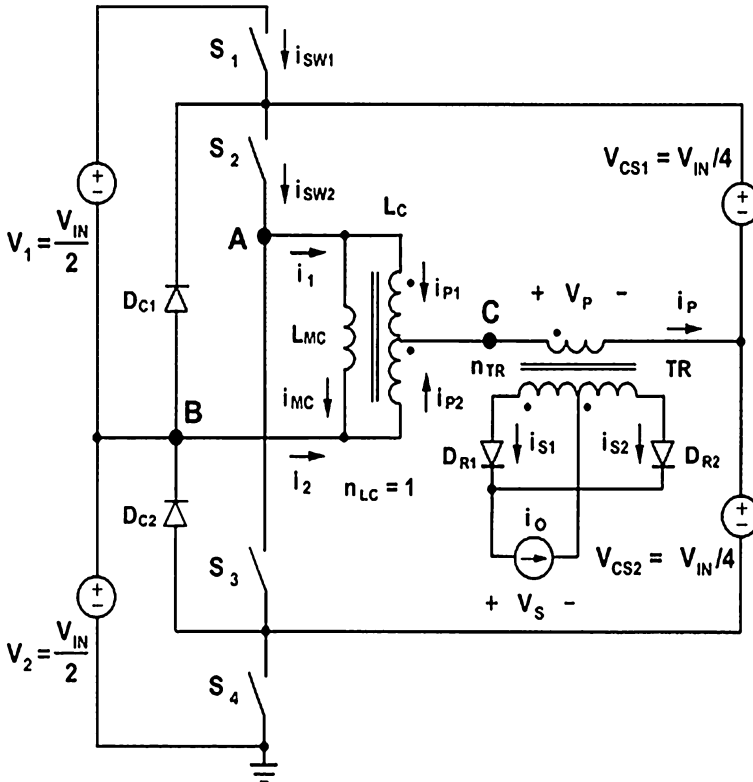 S1
iSW1
S2
iSW2
VCS1 = VIN/4
V1 = VIN/2
A
LC
i1
iP1
+ VP -
iP
C
DC1
LMC
nTR
TR
iMC
iP2
B
iS1
iS2
DR1
DR2
i2
nLC = 1
DC2
iO
VCS2 = VIN/4
S3
+ VS -
V2 = VIN/2
S4